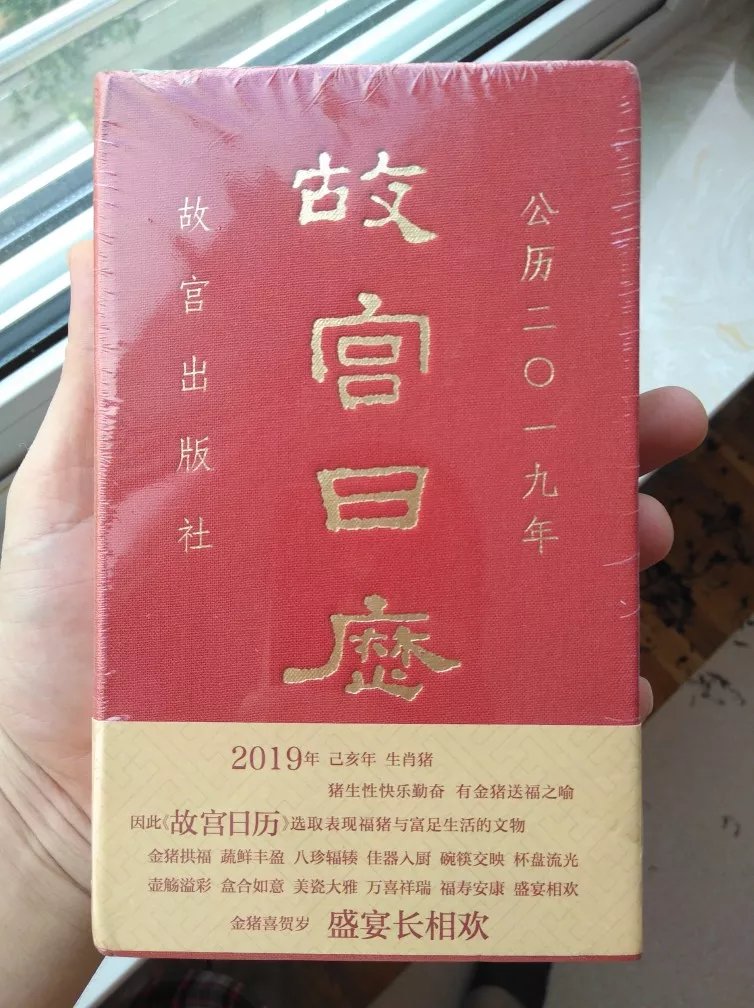 公历二〇一九年
故宫日历
故宫出版社
2019年 己亥年 生肖猪
猪生性快乐勤奋 有金猪送福之喻
因此《故宫日历》选取表现福猪与富足生活的文物
金猪拱福 蔬鲜丰盈 八珍辐辏 佳器入厨 碗筷交映 杯盘流光
壶觞溢彩 盒合如意 美瓷大雅 万喜祥瑞 福寿安康 盛宴相欢
金猪喜贺岁 盛宴长相欢